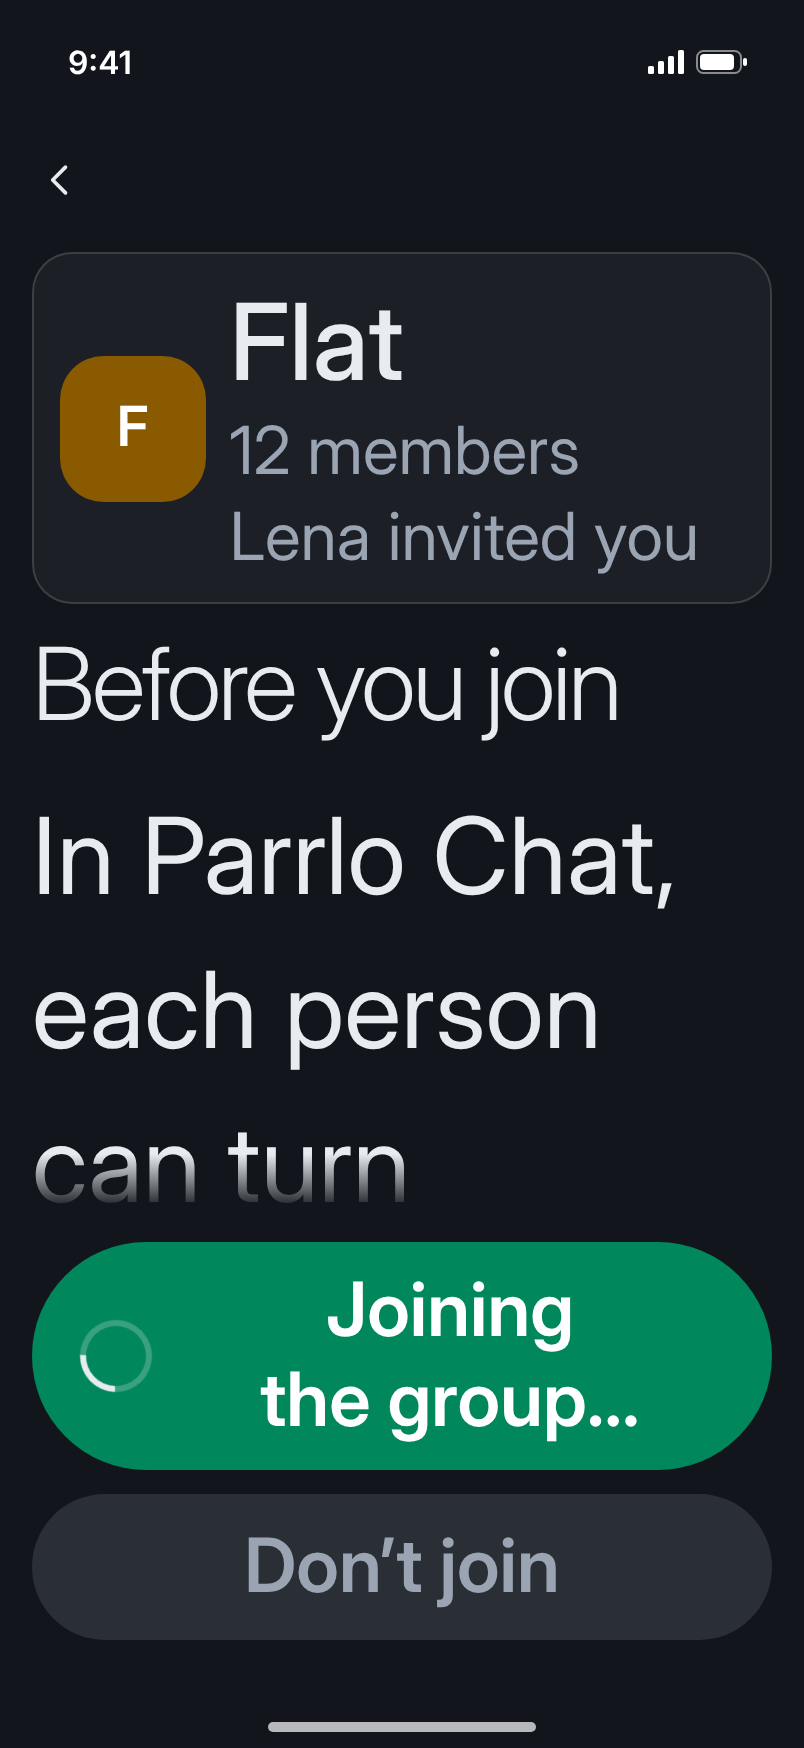 9:41
Flat
F
12 members
Lena invited you
Before you join
In Parrlo Chat,
each person
can turn
Joining
the group...
Don't join